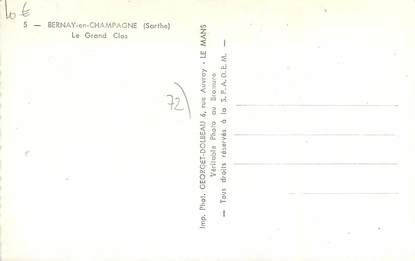 10 €
5 — BERNAY-en-CHAMPAGNE (Sarthe)
Le Grand Clos
72)
Imp. Phot. GEORGET-DOLBEAU 6, rue Auvray - LE MANS
Véritable Photo au Bromure
— Tous droits réservés à la S.P.A.D.E.M. —